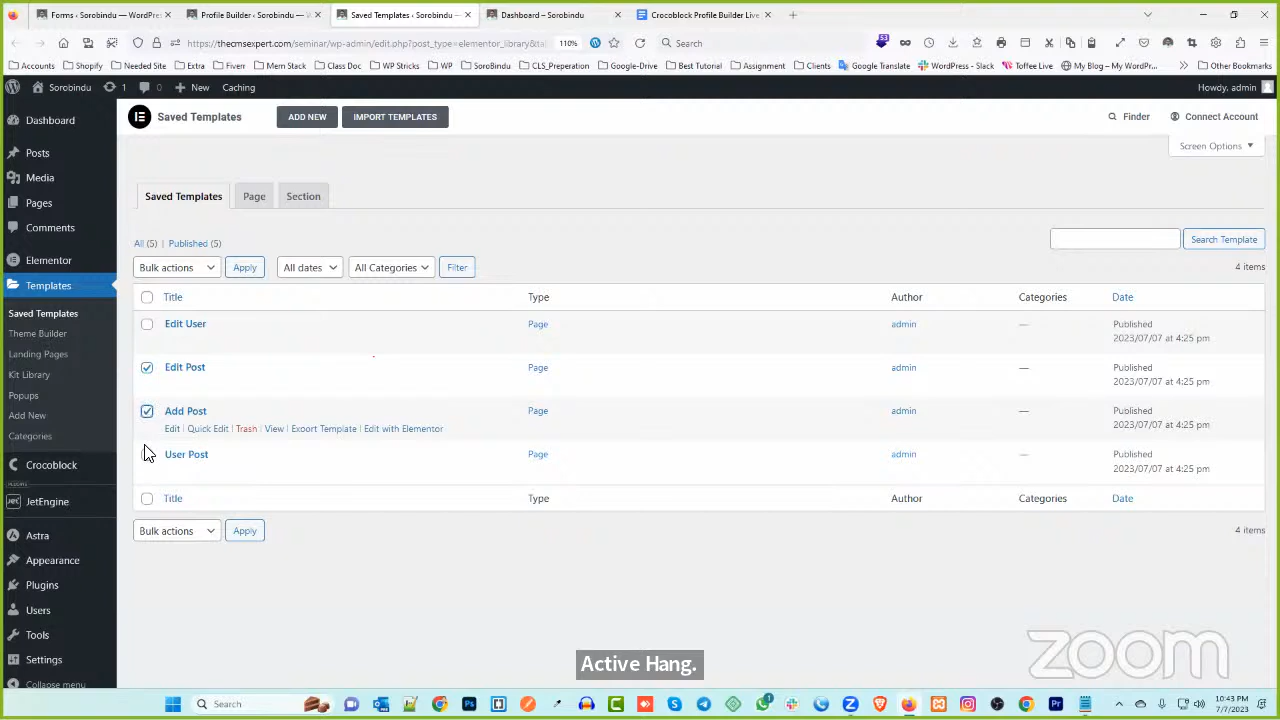 Forms ‹ Sorobindu — WordPres
Profile Builder ‹ Sorobindu — W
Saved Templates ‹ Sorobindu —
Dashboard – Sorobindu
Crocoblock Profile Builder Live
https://thecmsexpert.com/seminar/wp-admin/edit.php?post_type=elementor_library&ta
110%
Search
53
Accounts
Shopify
Needed Site
Extra
Fiverr
Mern Stack
Class Doc
WP Stricks
WP
SoroBindu
CLS_Preperation
Google-Drive
Best Tutorial
Assignment
Clients
Google Translate
WordPress - Slack
Toffee Live
My Blog – My WordPr...
Other Bookmarks
Sorobindu
1
0
New
Caching
Howdy, admin
Dashboard
Posts
Media
Pages
Comments
Elementor
Templates
Saved Templates
Theme Builder
Landing Pages
Kit Library
Popups
Add New
Categories
Crocoblock
JetEngine
Astra
Appearance
Plugins
Users
Tools
Settings
Collapse menu
Saved Templates
ADD NEW
IMPORT TEMPLATES
Finder
Connect Account
Screen Options
Saved Templates
Page
Section
All (5) | Published (5)
Search Template
Bulk actions
Apply
All dates
All Categories
Filter
4 items
Title
Type
Author
Categories
Date
Edit User
Page
admin
—
Published
2023/07/07 at 4:25 pm
Edit Post
Page
admin
—
Published
2023/07/07 at 4:25 pm
Add Post
Page
admin
—
Published
2023/07/07 at 4:25 pm
Edit | Quick Edit | Trash | View | Export Template | Edit with Elementor
User Post
Page
admin
—
Published
2023/07/07 at 4:25 pm
Title
Type
Author
Categories
Date
Bulk actions
Apply
4 items
zoom
Active Hang.
Search
10:43 PM
7/7/2023